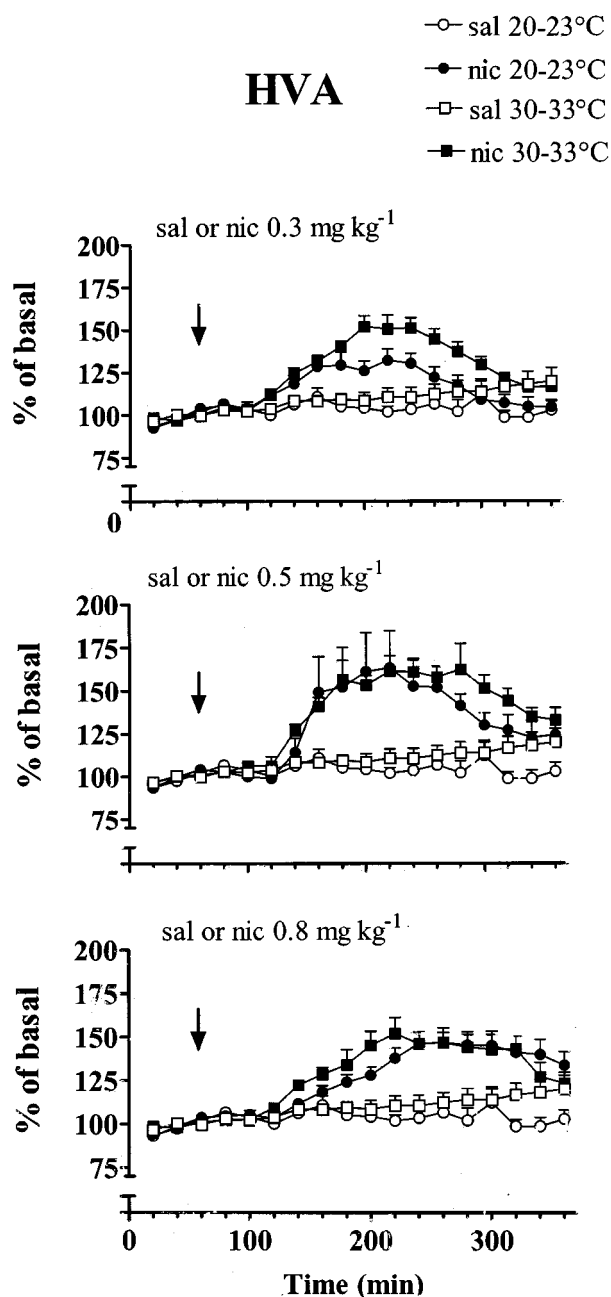 sal 20-23°C
nic 20-23°C
HVA
sal 30-33°C
nic 30-33°C
sal or nic 0.3 mg kg-1
200
175
150
125
100
75
0
% of basal
sal or nic 0.5 mg kg-1
200
175
150
125
100
75
% of basal
sal or nic 0.8 mg kg-1
200
175
150
125
100
75
% of basal
0 100 200 300
Time (min)